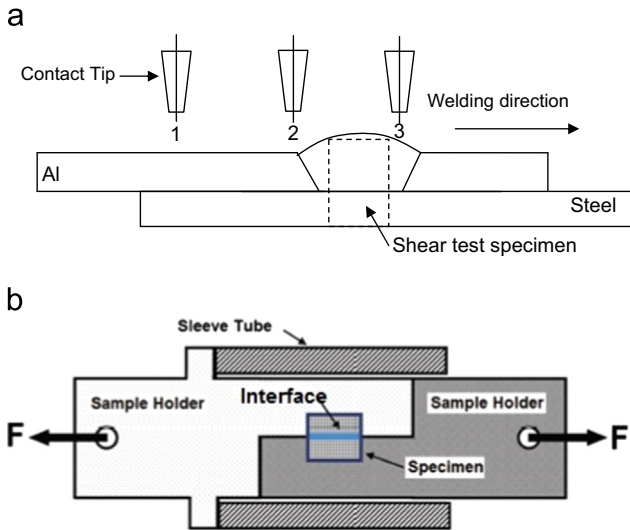 a
Contact Tip
1
2
3
Welding direction
Al
Steel
Shear test specimen
b
Sleeve Tube
Sample Holder
Interface
Sample Holder
F
F
Specimen